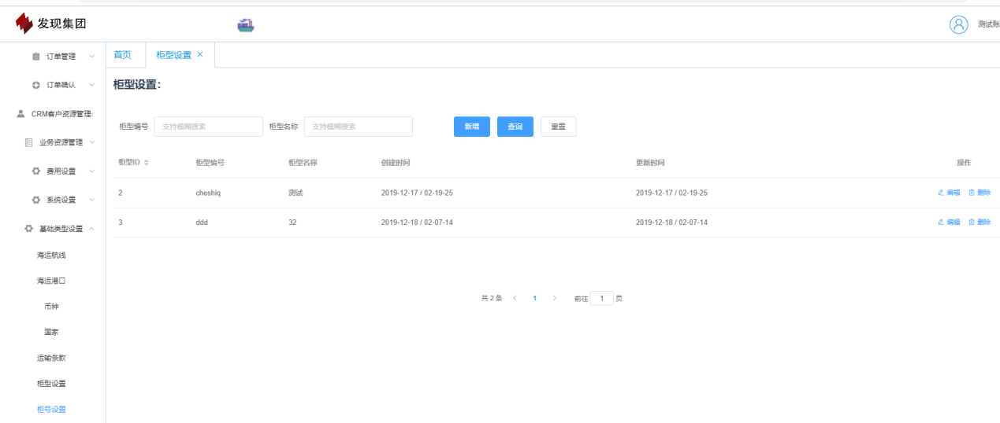 发现集团
测试账
订单管理
订单确认
CRM客户资源管理
业务资源管理
费用设置
系统设置
基础类型设置
海运航线
海运港口
币种
国家
运输条款
柜型设置
柜号设置
首页 柜型设置 ×
柜型设置：
柜型编号 支持模糊搜索 柜型名称 支持模糊搜索 新增 查询 重置
柜型ID 柜型编号 柜型名称 创建时间 更新时间 操作
2 cheshiq 测试 2019-12-17 / 02-19-25 2019-12-17 / 02-19-25 编辑 删除
3 ddd 32 2019-12-18 / 02-07-14 2019-12-18 / 02-07-14 编辑 删除
共 2 条 1 前往 1 页